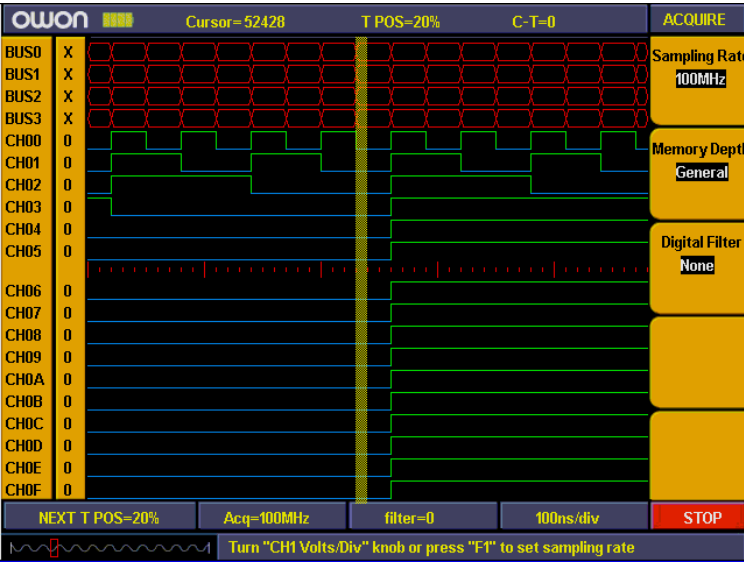 owon Cursor=52428 T POS=20% C-T=0 ACQUIRE
BUS0 X
BUS1 X
BUS2 X
BUS3 X
CH00 0
CH01 0
CH02 0
CH03 0
CH04 0
CH05 0
CH06 0
CH07 0
CH08 0
CH09 0
CH0A 0
CH0B 0
CH0C 0
CH0D 0
CH0E 0
CH0F 0
Sampling Rate
100MHz
Memory Depth
General
Digital Filter
None
NEXT T POS=20% Acq=100MHz filter=0 100ns/div STOP
Turn "CH1 Volts/Div" knob or press "F1" to set sampling rate